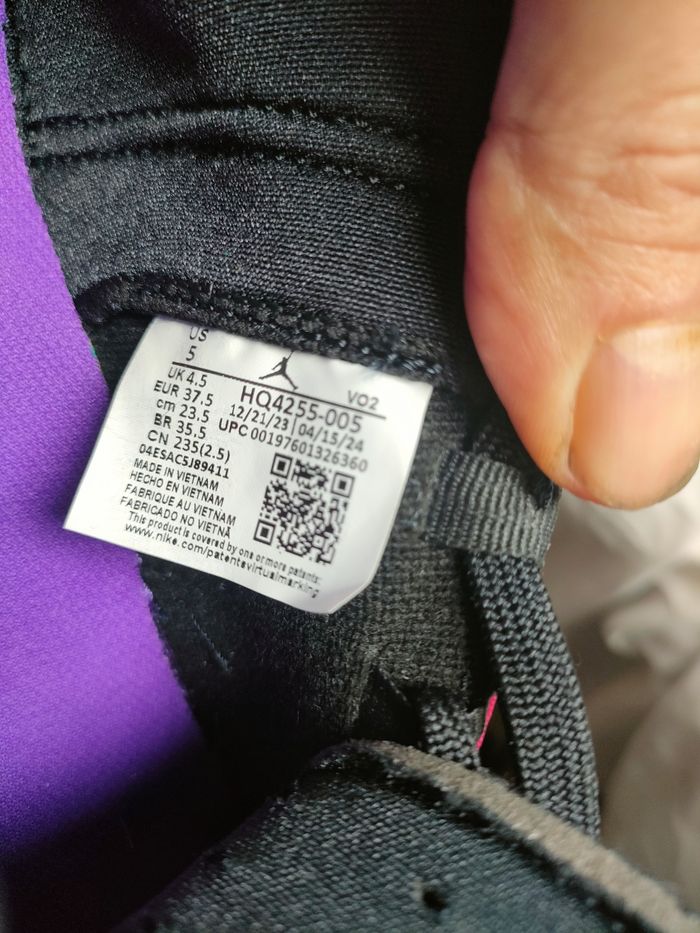 US
5
UK 4.5
EUR 37.5
cm 23.5
BR 35.5
CN 235(2.5)
04ESAC5J89411
VO2
HQ4255-005
12/21/23 04/15/24
UPC 00197601326360
MADE IN VIETNAM
HECHO EN VIETNAM
FABRIQUE AU VIETNAM
FABRICADO NO VIETNÃ
This product is covered by one or more patents:
www.nike.com/patentsvirtualmarking